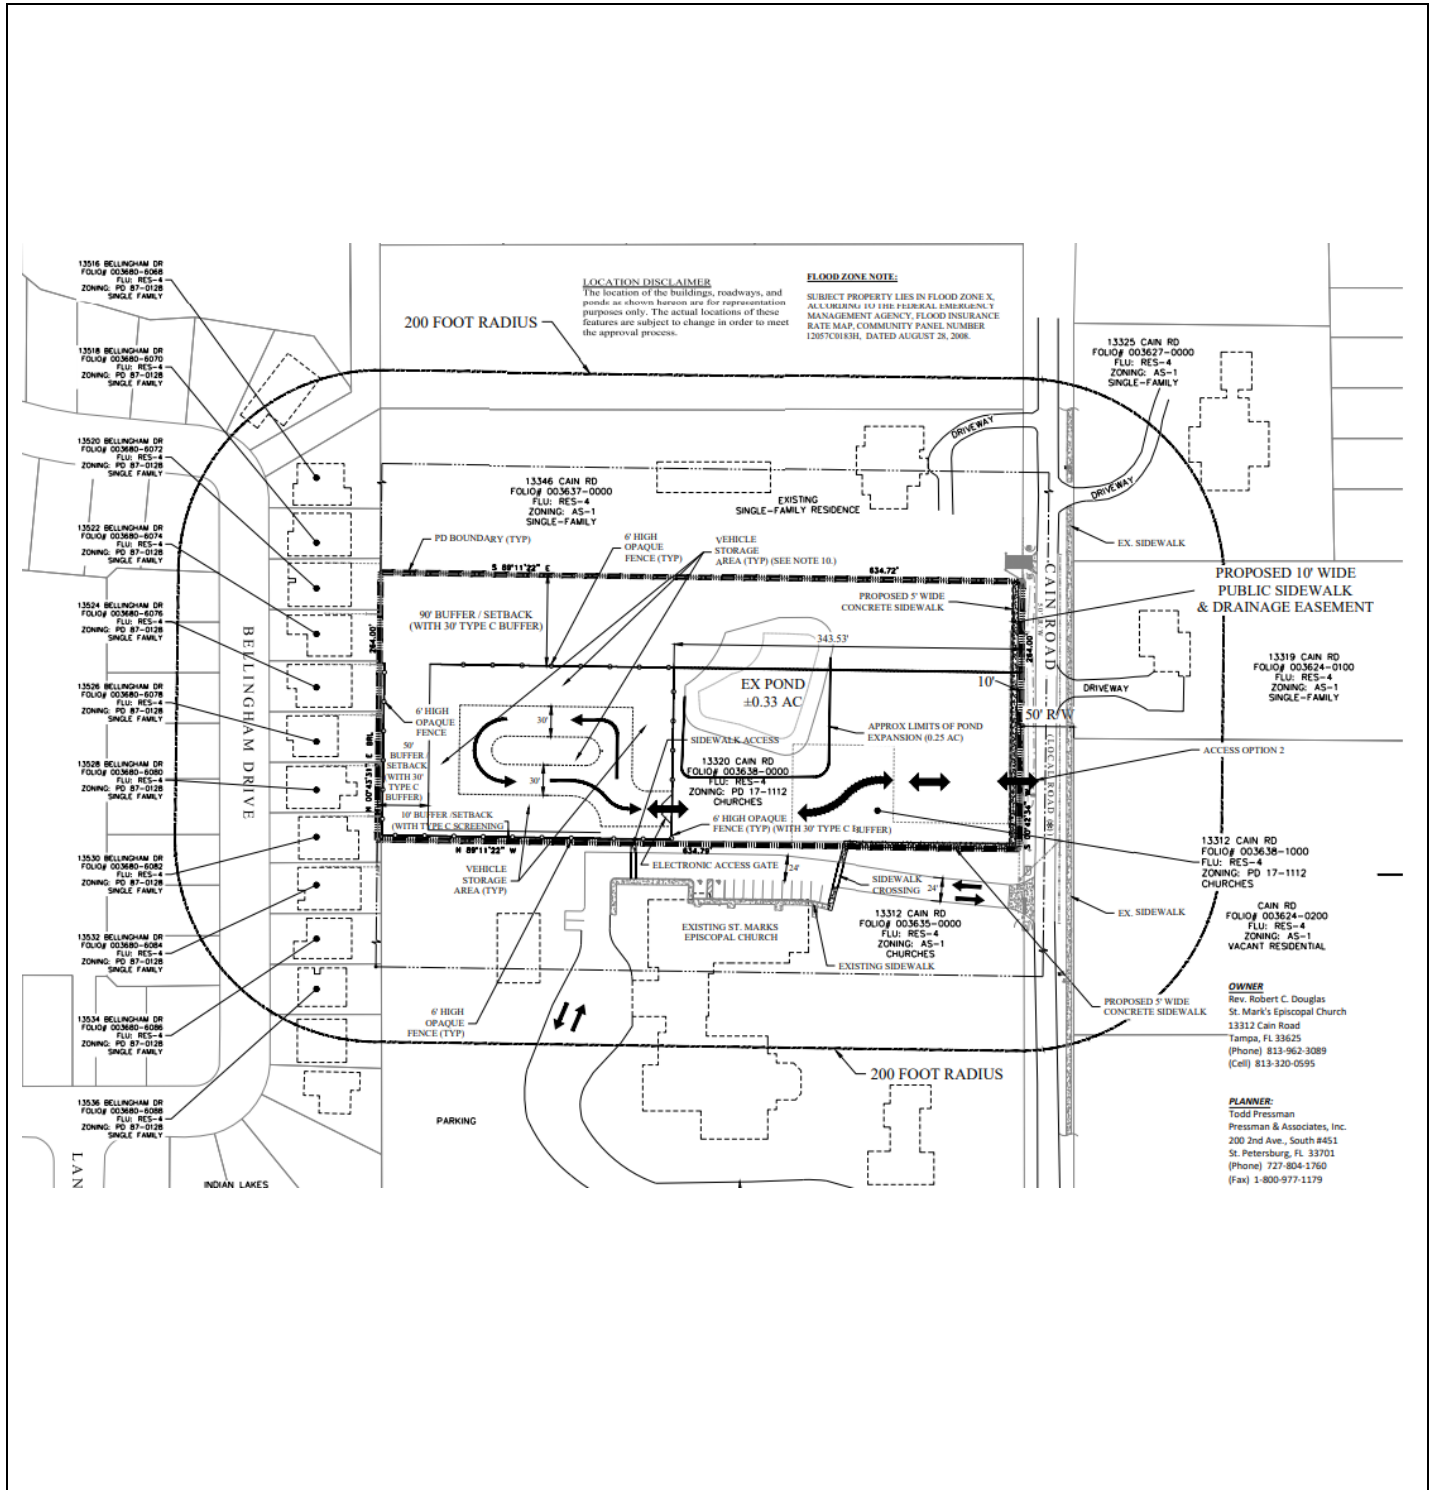 13516 BELLINGHAM DR
FOLIO# 003680-6068
FLU: RES-4
ZONING: PD 87-0128
SINGLE FAMILY
13518 BELLINGHAM DR
FOLIO# 003680-6070
FLU: RES-4
ZONING: PD 87-0128
SINGLE FAMILY
13520 BELLINGHAM DR
FOLIO# 003680-6072
FLU: RES-4
ZONING: PD 87-0128
SINGLE FAMILY
13522 BELLINGHAM DR
FOLIO# 003680-6074
FLU: RES-4
ZONING: PD 87-0128
SINGLE FAMILY
13524 BELLINGHAM DR
FOLIO# 003680-6076
FLU: RES-4
ZONING: PD 87-0128
SINGLE FAMILY
13526 BELLINGHAM DR
FOLIO# 003680-6078
FLU: RES-4
ZONING: PD 87-0128
SINGLE FAMILY
13528 BELLINGHAM DR
FOLIO# 003680-6080
FLU: RES-4
ZONING: PD 87-0128
SINGLE FAMILY
13530 BELLINGHAM DR
FOLIO# 003680-6082
FLU: RES-4
ZONING: PD 87-0128
SINGLE FAMILY
13532 BELLINGHAM DR
FOLIO# 003680-6084
FLU: RES-4
ZONING: PD 87-0128
SINGLE FAMILY
13534 BELLINGHAM DR
FOLIO# 003680-6086
FLU: RES-4
ZONING: PD 87-0128
SINGLE FAMILY
13536 BELLINGHAM DR
FOLIO# 003680-6088
FLU: RES-4
ZONING: PD 87-0128
SINGLE FAMILY
BELLINGHAM DRIVE
LAN
INDIAN LAKES
LOCATION DISCLAIMER
The location of the buildings, roadways, and
ponds as shown hereon are for representation
purposes only. The actual locations of these
features are subject to change in order to meet
the approval process.
FLOOD ZONE NOTE:
SUBJECT PROPERTY LIES IN FLOOD ZONE X,
ACCORDING TO THE FEDERAL EMERGENCY
MANAGEMENT AGENCY, FLOOD INSURANCE
RATE MAP, COMMUNITY PANEL NUMBER
12057C0183H, DATED AUGUST 28, 2008.
200 FOOT RADIUS
13325 CAIN RD
FOLIO# 003627-0000
FLU: RES-4
ZONING: AS-1
SINGLE-FAMILY
DRIVEWAY
DRIVEWAY
13346 CAIN RD
FOLIO# 003637-0000
FLU: RES-4
ZONING: AS-1
SINGLE-FAMILY
EXISTING
SINGLE-FAMILY RESIDENCE
PD BOUNDARY (TYP)
6' HIGH
OPAQUE
FENCE (TYP)
VEHICLE
STORAGE
AREA (TYP) (SEE NOTE 10.)
EX. SIDEWALK
S 89°11'22" E
634.72'
PROPOSED 5' WIDE
CONCRETE SIDEWALK
PROPOSED 10' WIDE
PUBLIC SIDEWALK
& DRAINAGE EASEMENT
CAIN ROAD
50' R/W
264.00'
264.00'
90' BUFFER / SETBACK
(WITH 30' TYPE C BUFFER)
343.53'
EX POND
±0.33 AC
10'
13319 CAIN RD
FOLIO# 003624-0100
FLU: RES-4
ZONING: AS-1
SINGLE-FAMILY
DRIVEWAY
6' HIGH
OPAQUE
FENCE
30'
30'
APPROX LIMITS OF POND
EXPANSION (0.25 AC)
SIDEWALK ACCESS
50'
BUFFER /
SETBACK
(WITH 30'
TYPE C
BUFFER)
13320 CAIN RD
FOLIO# 003638-0000
FLU: RES-4
ZONING: PD 17-1112
CHURCHES
ACCESS OPTION 2
N 00°43'31" E
S 00°42'34" W
10' BUFFER /SETBACK
(WITH TYPE C SCREENING
6' HIGH OPAQUE
FENCE (TYP) (WITH 30' TYPE C BUFFER)
N 89°11'22" W
634.79'
13312 CAIN RD
FOLIO# 003638-1000
FLU: RES-4
ZONING: PD 17-1112
CHURCHES
VEHICLE
STORAGE
AREA (TYP)
ELECTRONIC ACCESS GATE
24'
SIDEWALK
CROSSING
24'
EXISTING ST. MARKS
EPISCOPAL CHURCH
13312 CAIN RD
FOLIO# 003635-0000
FLU: RES-4
ZONING: AS-1
CHURCHES
EX. SIDEWALK
CAIN RD
FOLIO# 003624-0200
FLU: RES-4
ZONING: AS-1
VACANT RESIDENTIAL
EXISTING SIDEWALK
6' HIGH
OPAQUE
FENCE (TYP)
PROPOSED 5' WIDE
CONCRETE SIDEWALK
200 FOOT RADIUS
PARKING
OWNER
Rev. Robert C. Douglas
St. Mark's Episcopal Church
13312 Cain Road
Tampa, FL 33625
(Phone) 813-962-3089
(Cell) 813-320-0595
PLANNER:
Todd Pressman
Pressman & Associates, Inc.
200 2nd Ave., South #451
St. Petersburg, FL 33701
(Phone) 727-804-1760
(Fax) 1-800-977-1179